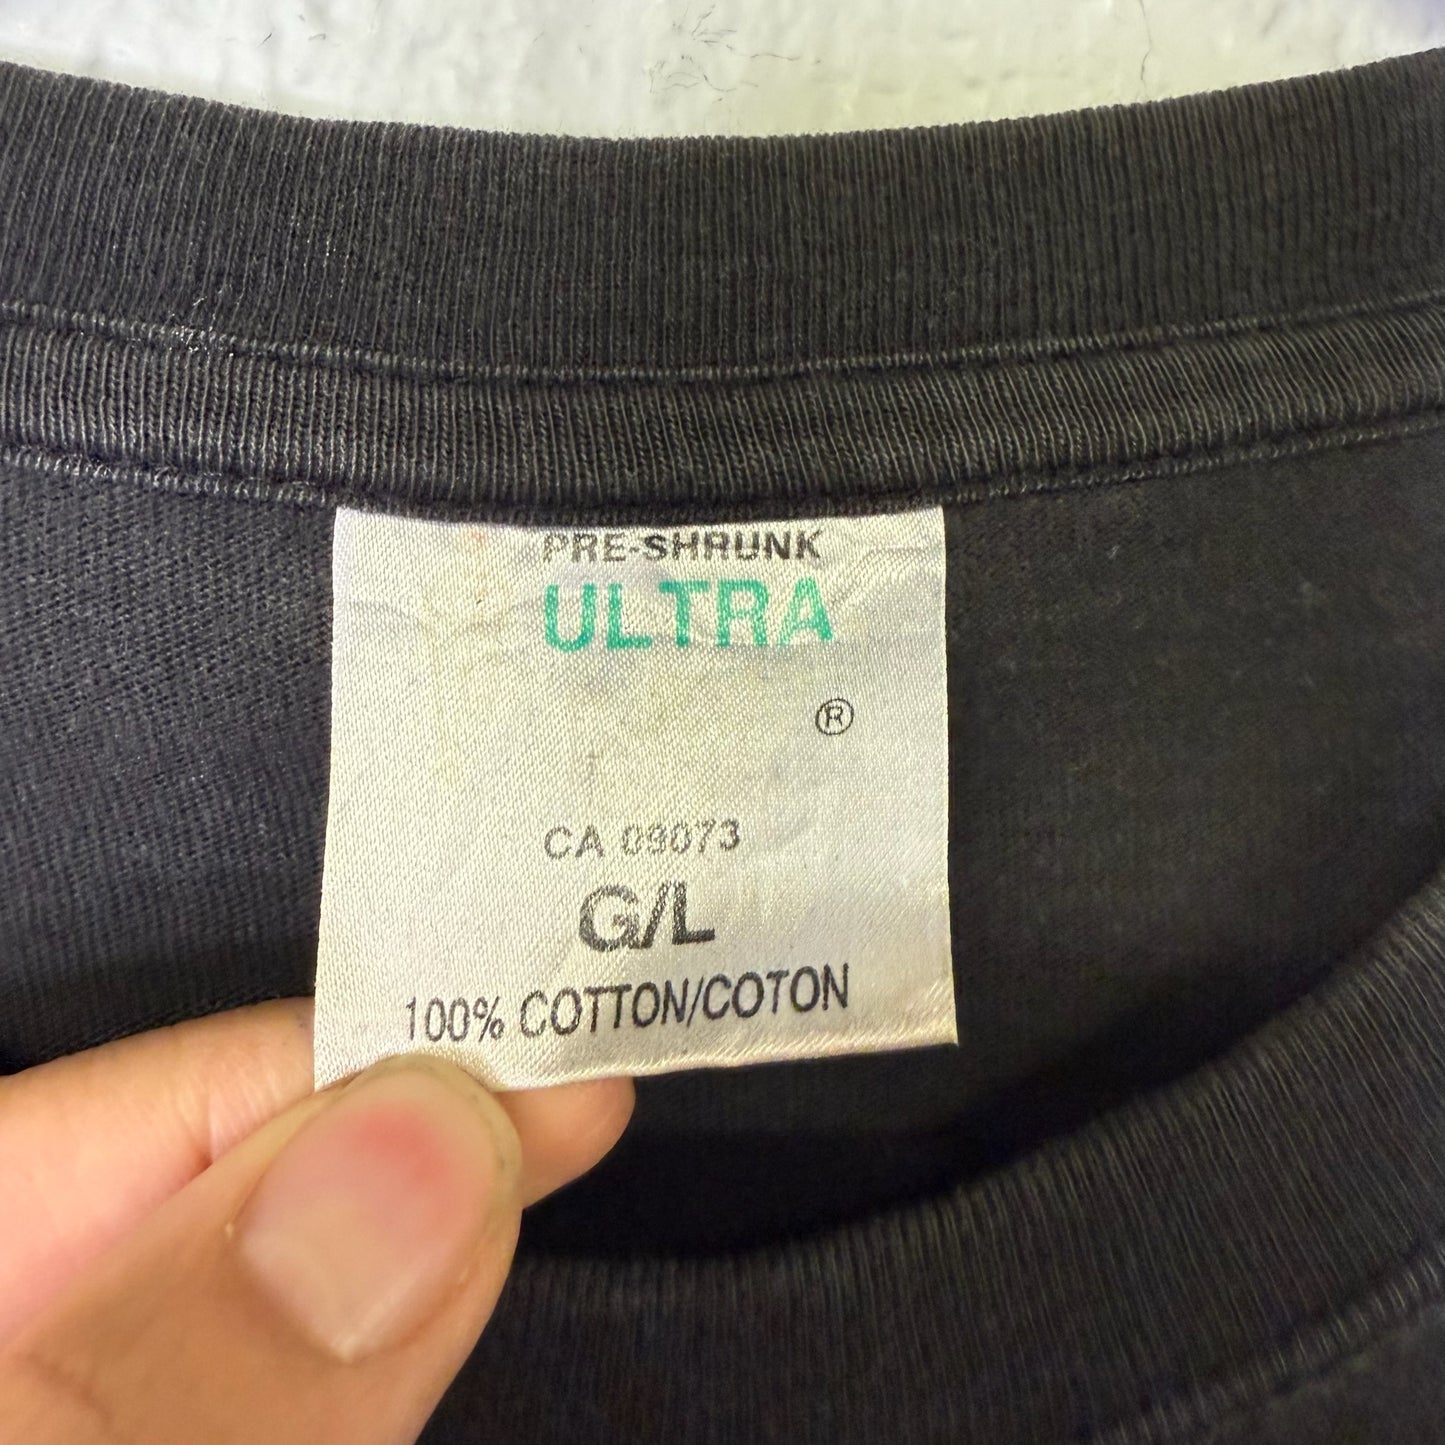 PRE-SHRUNK
ULTRA
®
CA 09073
G/L
100% COTTON/COTON